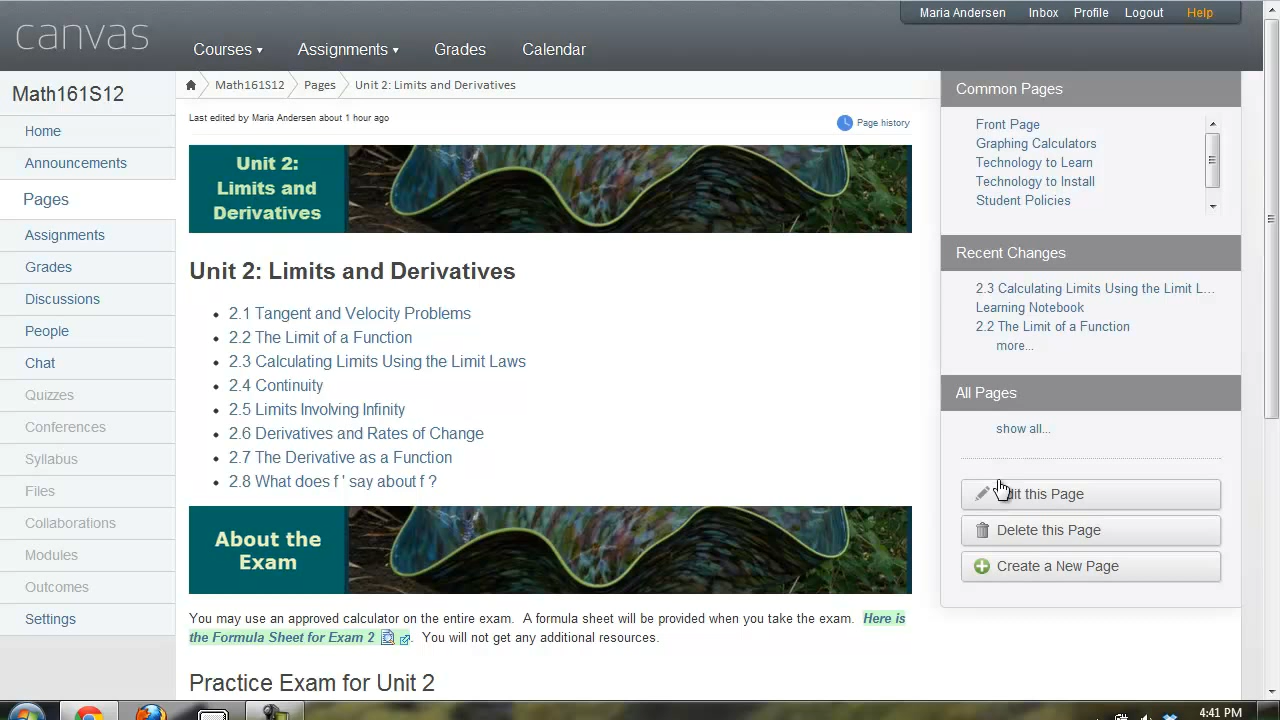 canvas
Maria Andersen Inbox Profile Logout Help
Courses Assignments Grades Calendar
Math161S12
Home
Announcements
Pages
Assignments
Grades
Discussions
People
Chat
Quizzes
Conferences
Syllabus
Files
Collaborations
Modules
Outcomes
Settings
Math161S12 Pages Unit 2: Limits and Derivatives
Last edited by Maria Andersen about 1 hour ago
Page history
Unit 2:
Limits and
Derivatives
Unit 2: Limits and Derivatives
• 2.1 Tangent and Velocity Problems
• 2.2 The Limit of a Function
• 2.3 Calculating Limits Using the Limit Laws
• 2.4 Continuity
• 2.5 Limits Involving Infinity
• 2.6 Derivatives and Rates of Change
• 2.7 The Derivative as a Function
• 2.8 What does f ' say about f ?
About the
Exam
You may use an approved calculator on the entire exam. A formula sheet will be provided when you take the exam. Here is
the Formula Sheet for Exam 2 . You will not get any additional resources.
Practice Exam for Unit 2
Common Pages
Front Page
Graphing Calculators
Technology to Learn
Technology to Install
Student Policies
Recent Changes
2.3 Calculating Limits Using the Limit L...
Learning Notebook
2.2 The Limit of a Function
more...
All Pages
show all...
Edit this Page
Delete this Page
Create a New Page
4:41 PM